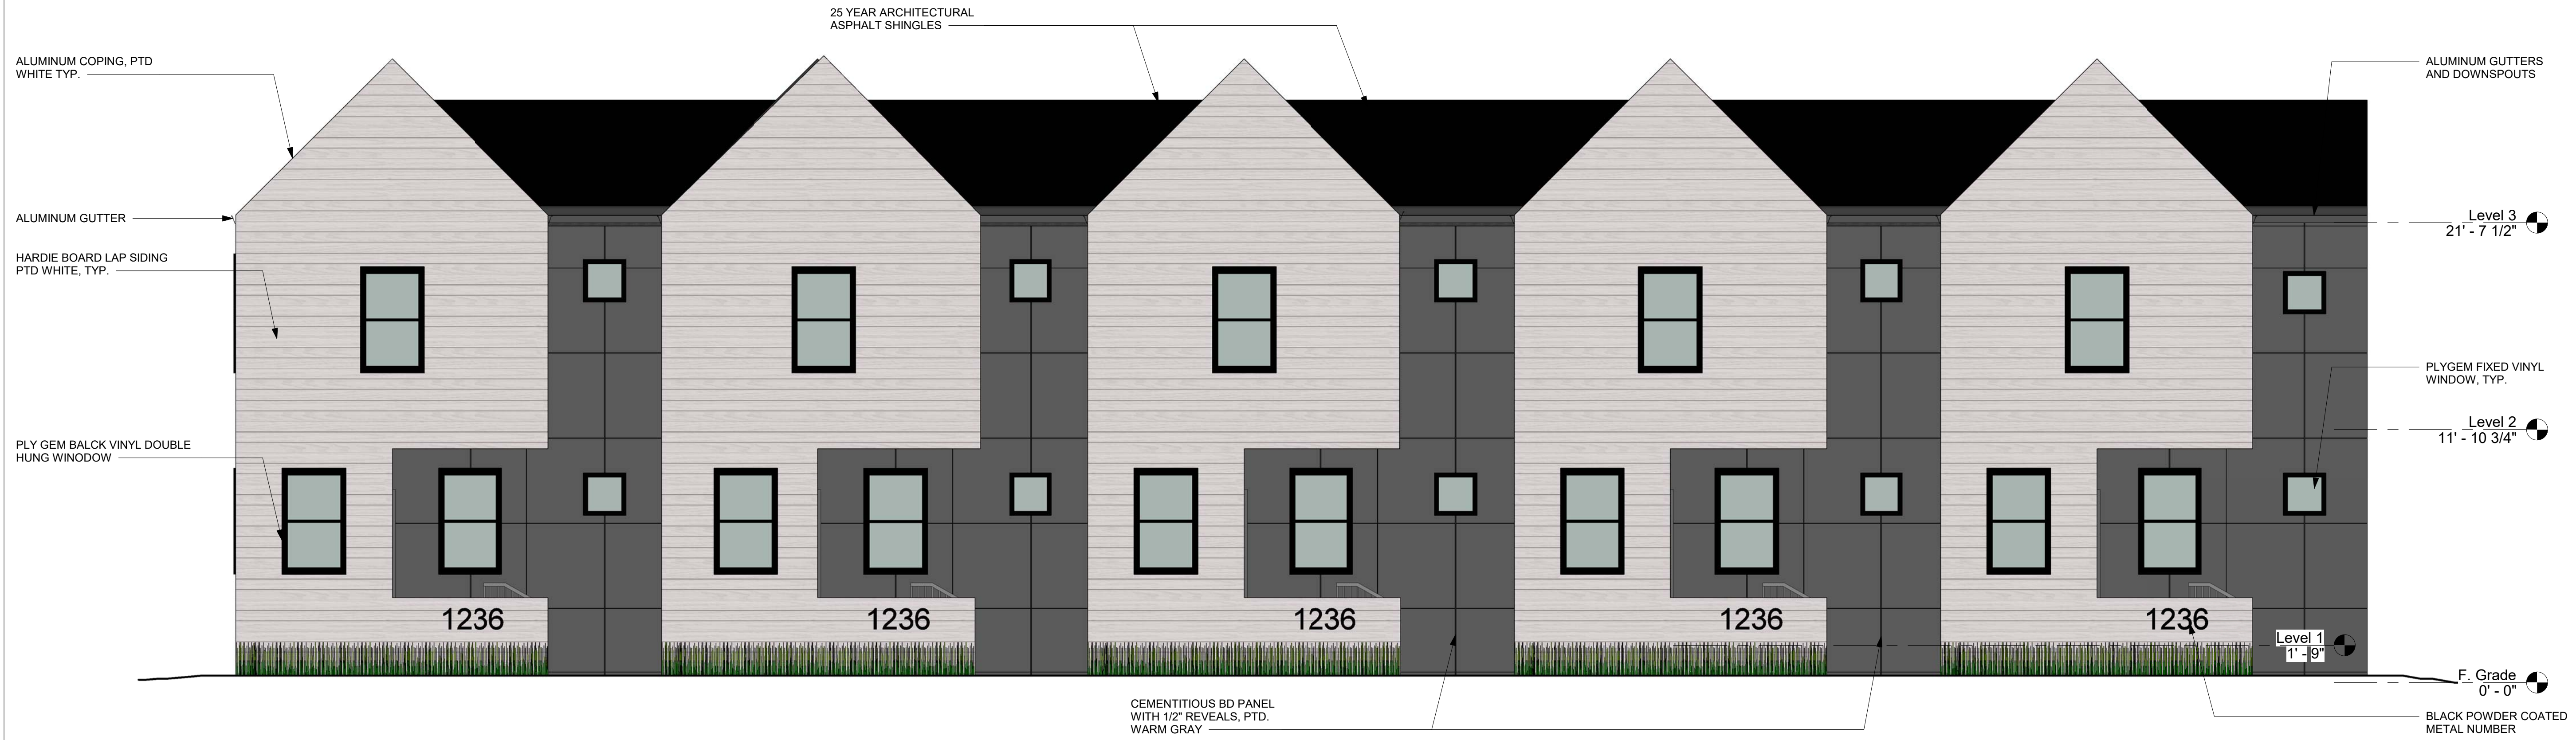 25 YEAR ARCHITECTURAL
ASPHALT SHINGLES
ALUMINUM COPING, PTD
WHITE TYP.
ALUMINUM GUTTERS
AND DOWNSPOUTS
ALUMINUM GUTTER
Level 3
21' - 7 1/2"
HARDIE BOARD LAP SIDING
PTD WHITE, TYP.
PLYGEM FIXED VINYL
WINDOW, TYP.
Level 2
11' - 10 3/4"
PLY GEM BALCK VINYL DOUBLE
HUNG WINODOW
1236
1236
1236
1236
1236
Level 1
1' - 9"
F. Grade
0' - 0"
CEMENTITIOUS BD PANEL
WITH 1/2" REVEALS, PTD.
WARM GRAY
BLACK POWDER COATED
METAL NUMBER